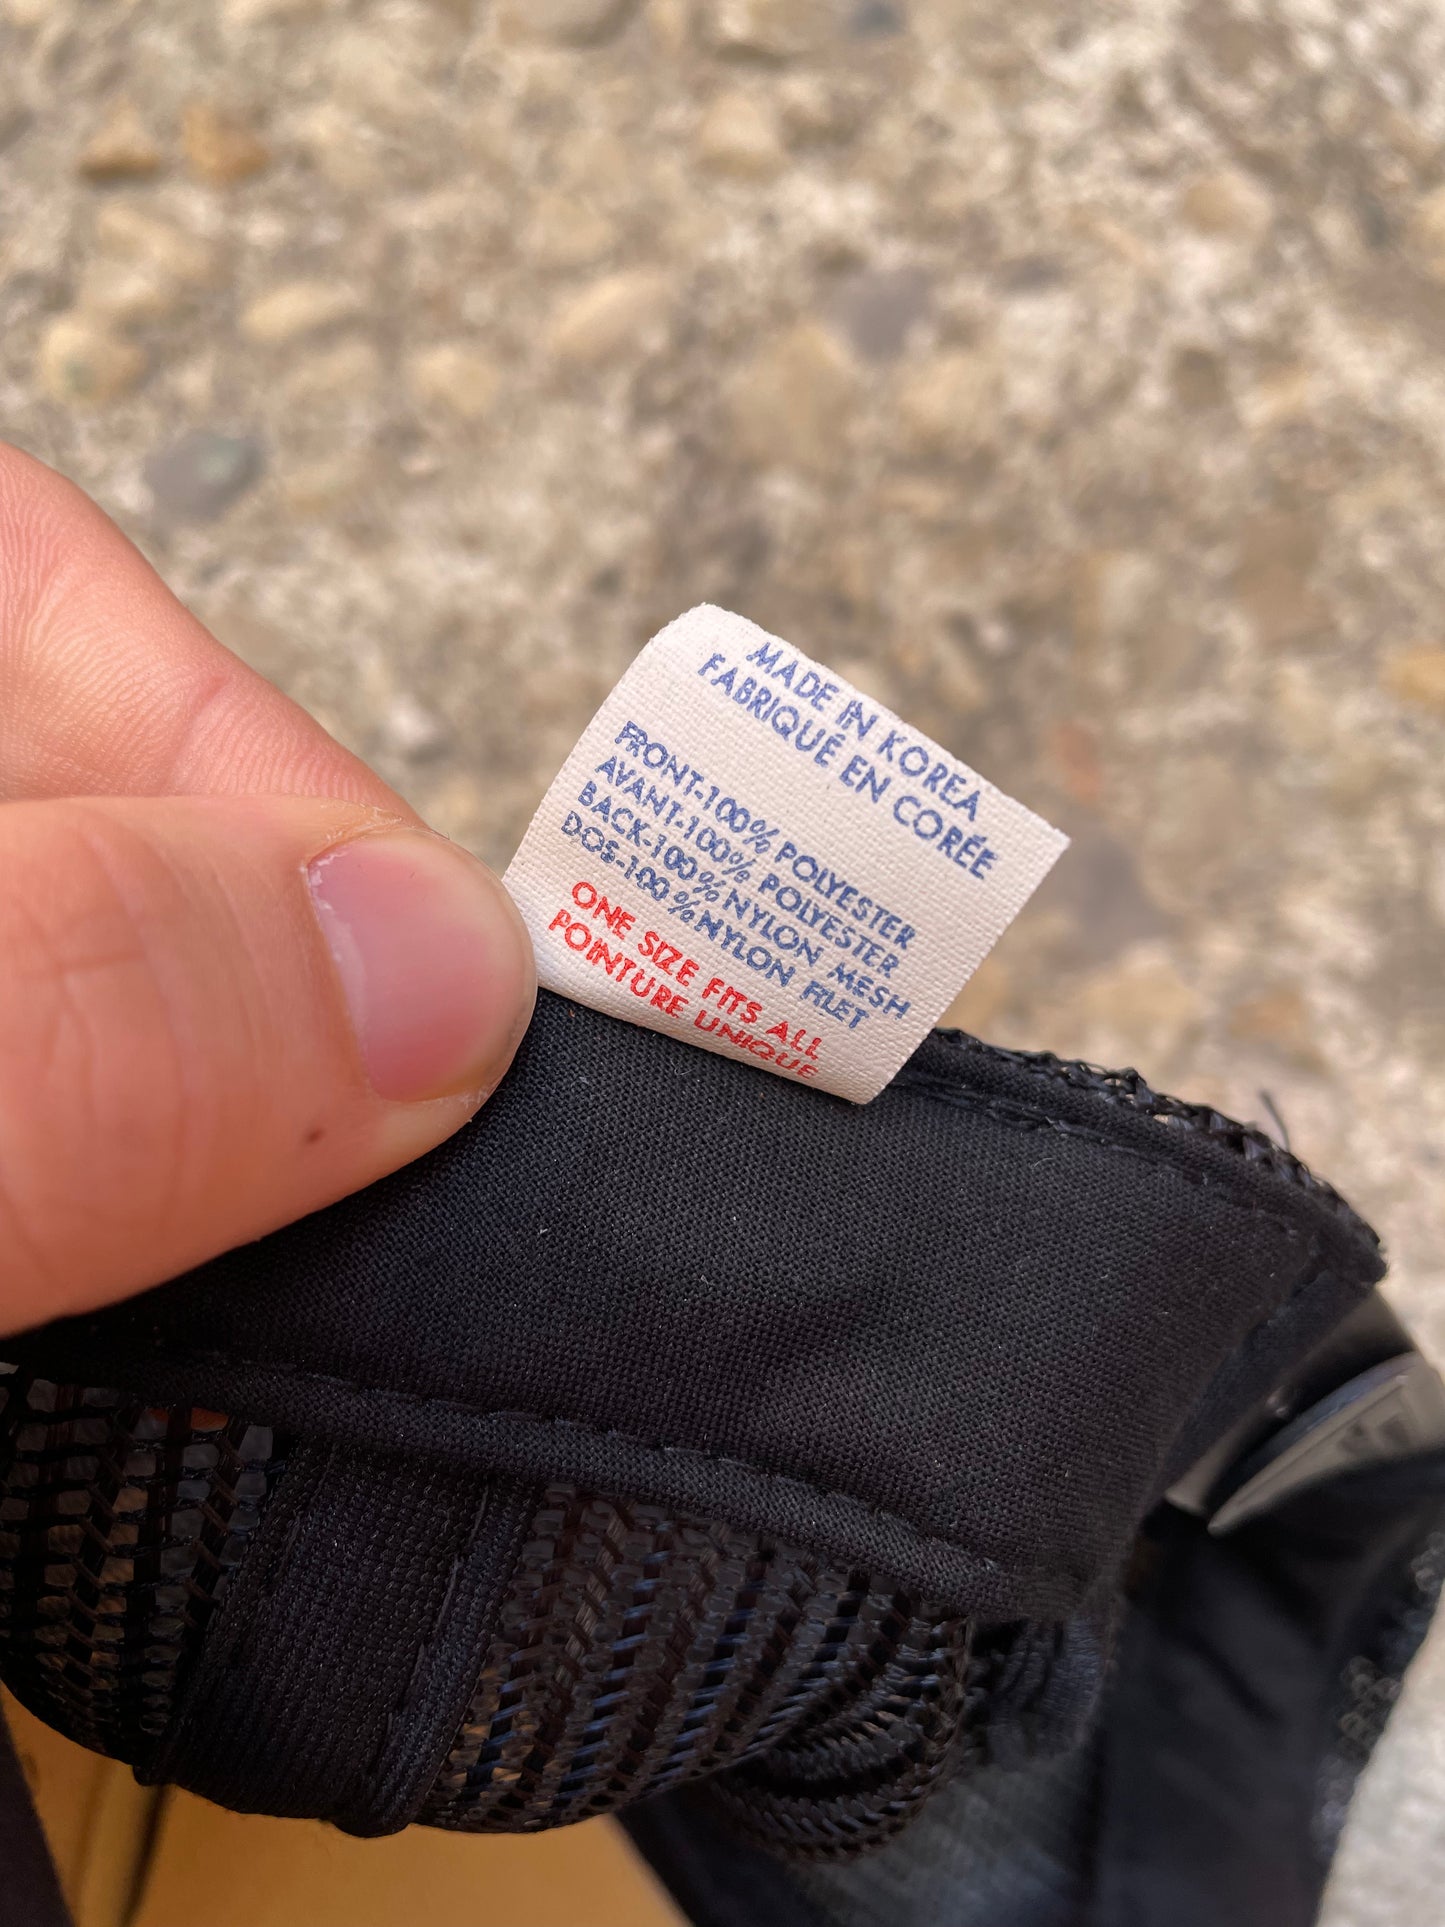 MADE IN KOREA
FABRIQUÉ EN CORÉE
FRONT-100% POLYESTER
AVANT-100% POLYESTER
BACK-100% NYLON MESH
DOS-100% NYLON FILET
ONE SIZE FITS ALL
POINTURE UNIQUE